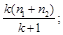 k(n₁ + n₂)
k + 1 ;